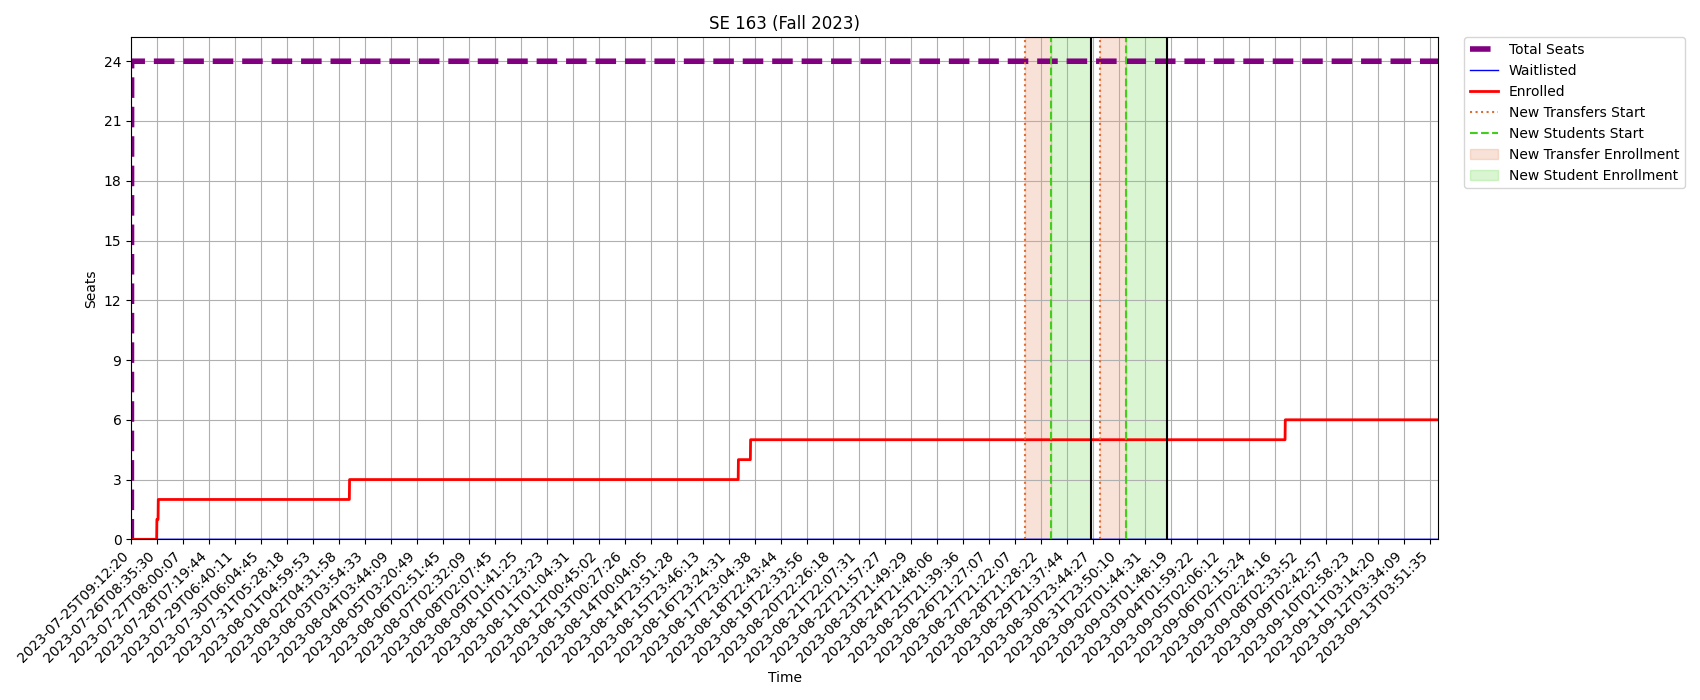 SE 163 (Fall 2023)
Total Seats
Waitlisted
Enrolled
New Transfers Start
New Students Start
New Transfer Enrollment
New Student Enrollment
24
21
18
15
12
9
6
3
0
Seats
2023-07-25T09:12:20
2023-07-26T08:35:30
2023-07-27T08:00:07
2023-07-28T07:19:44
2023-07-29T06:40:11
2023-07-30T06:04:45
2023-07-31T05:28:18
2023-08-01T04:59:53
2023-08-02T04:31:58
2023-08-03T03:54:33
2023-08-04T03:44:09
2023-08-05T03:20:49
2023-08-06T02:51:45
2023-08-07T02:32:09
2023-08-08T02:07:45
2023-08-09T01:41:25
2023-08-10T01:23:23
2023-08-11T01:04:31
2023-08-12T00:45:02
2023-08-13T00:27:26
2023-08-14T00:04:05
2023-08-14T23:51:28
2023-08-15T23:46:13
2023-08-16T23:24:31
2023-08-17T23:04:38
2023-08-18T22:43:44
2023-08-19T22:33:56
2023-08-20T22:26:18
2023-08-21T22:07:31
2023-08-22T21:57:27
2023-08-23T21:49:29
2023-08-24T21:48:06
2023-08-25T21:39:36
2023-08-26T21:27:07
2023-08-27T21:22:07
2023-08-28T21:28:22
2023-08-29T21:37:44
2023-08-30T23:44:27
2023-08-31T23:50:10
2023-09-02T01:44:31
2023-09-03T01:48:19
2023-09-04T01:59:22
2023-09-05T02:06:12
2023-09-06T02:15:24
2023-09-07T02:24:16
2023-09-08T02:33:52
2023-09-09T02:42:57
2023-09-10T02:58:23
2023-09-11T03:14:20
2023-09-12T03:34:09
2023-09-13T03:51:35
Time